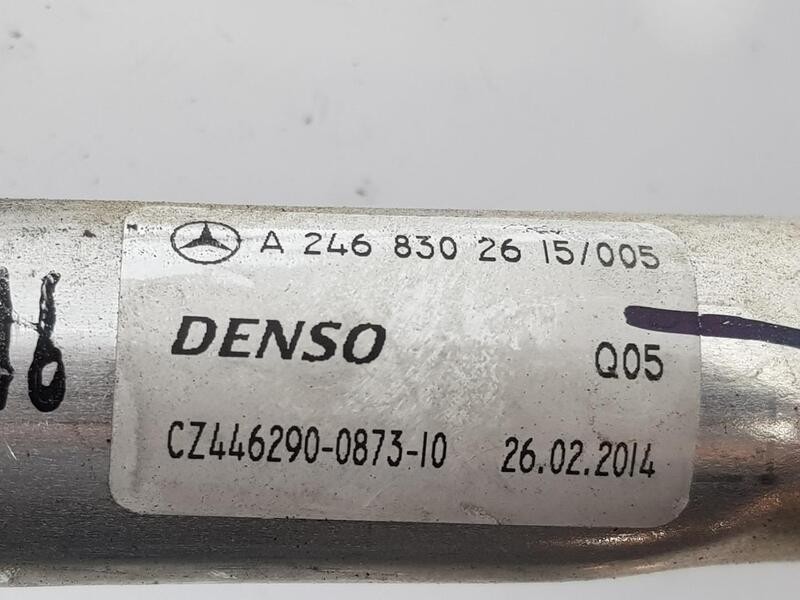 A 246 830 26 15/005
DENSO
Q05
CZ446290-0873-10
26.02.2014